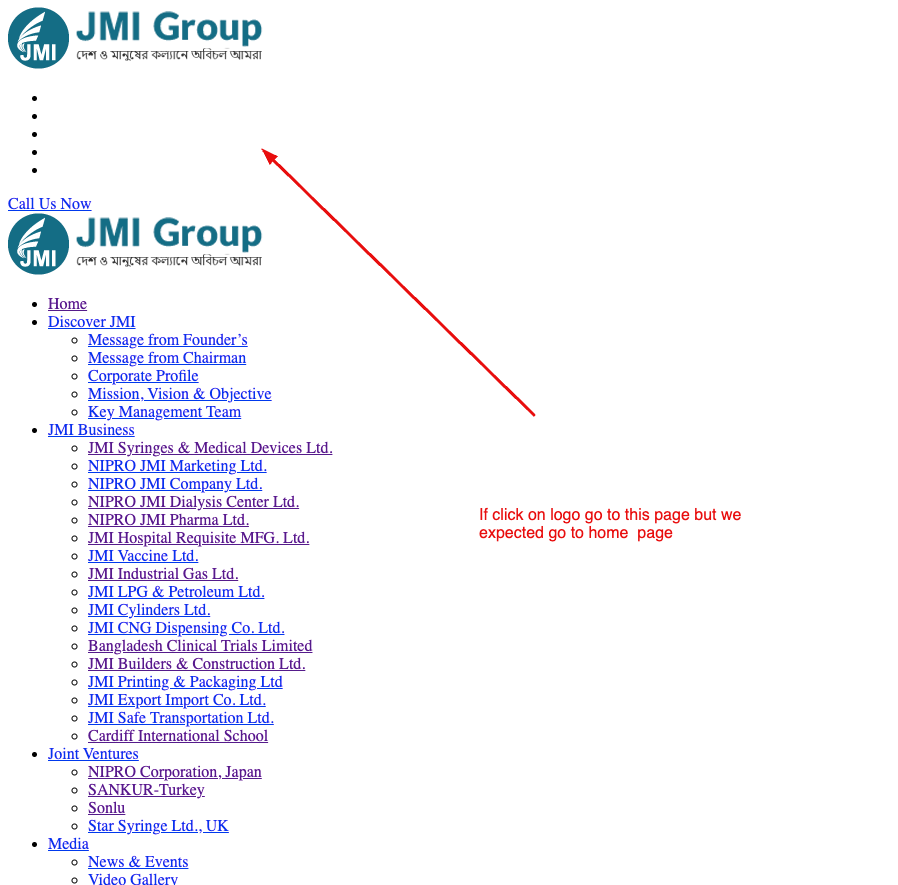 JMI
JMI Group
দেশ ও মানুষের কল্যানে অবিচল আমরা
Call Us Now
JMI
JMI Group
দেশ ও মানুষের কল্যানে অবিচল আমরা
Home
Discover JMI
Message from Founder’s
Message from Chairman
Corporate Profile
Mission, Vision & Objective
Key Management Team
JMI Business
JMI Syringes & Medical Devices Ltd.
NIPRO JMI Marketing Ltd.
NIPRO JMI Company Ltd.
NIPRO JMI Dialysis Center Ltd.
NIPRO JMI Pharma Ltd.
JMI Hospital Requisite MFG. Ltd.
JMI Vaccine Ltd.
JMI Industrial Gas Ltd.
JMI LPG & Petroleum Ltd.
JMI Cylinders Ltd.
JMI CNG Dispensing Co. Ltd.
Bangladesh Clinical Trials Limited
JMI Builders & Construction Ltd.
JMI Printing & Packaging Ltd
JMI Export Import Co. Ltd.
JMI Safe Transportation Ltd.
Cardiff International School
Joint Ventures
NIPRO Corporation, Japan
SANKUR-Turkey
Sonlu
Star Syringe Ltd., UK
Media
News & Events
Video Gallery
If click on logo go to this page but we
expected go to home  page